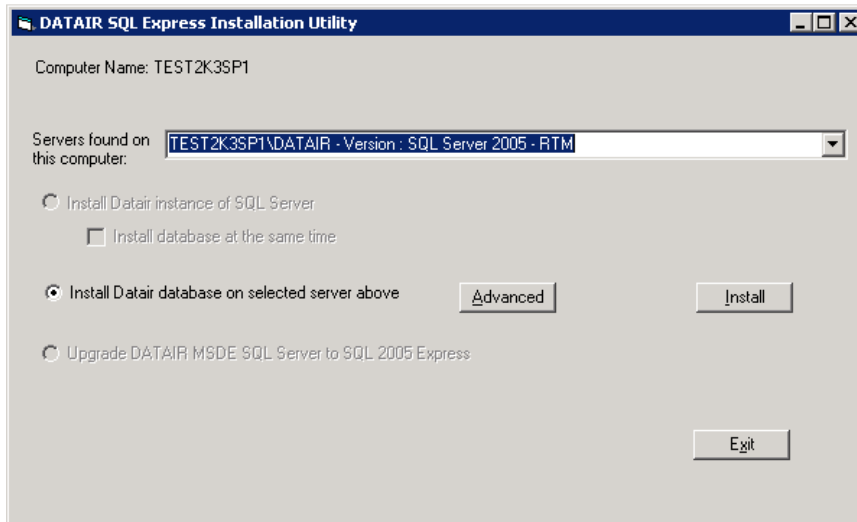 DATAIR SQL Express Installation Utility
Computer Name: TEST2K3SP1
Servers found on
this computer:
TEST2K3SP1\DATAIR - Version : SQL Server 2005 - RTM
Install Datair instance of SQL Server
Install database at the same time
Install Datair database on selected server above
Advanced
Install
Upgrade DATAIR MSDE SQL Server to SQL 2005 Express
Exit